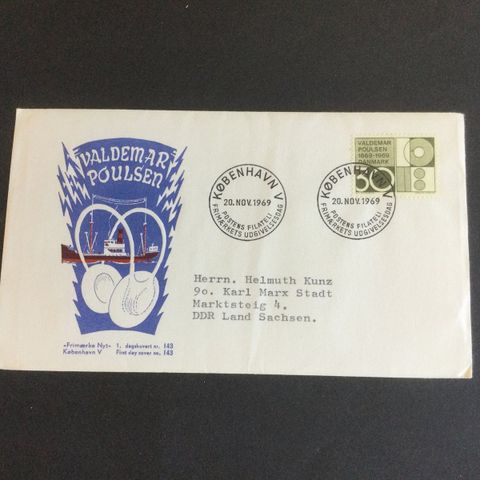 VALDEMAR
POULSEN
»Frimærke Nyt« 1. dagskuvert nr. 143
København V First day cover no. 143
KØBENHAVN V
20. NOV. 1969
POSTENS FILATELI
FRIMÆRKETS UDGIVELSESDAG
KØBENHAVN V
20. NOV. 1969
POSTENS FILATELI
FRIMÆRKETS UDGIVELSESDAG
VALDEMAR
POULSEN
1869-1969
DANMARK
50
Herrn. Helmuth Kunz
9o. Karl Marx Stadt
Marktsteig 4.
DDR Land Sachsen.